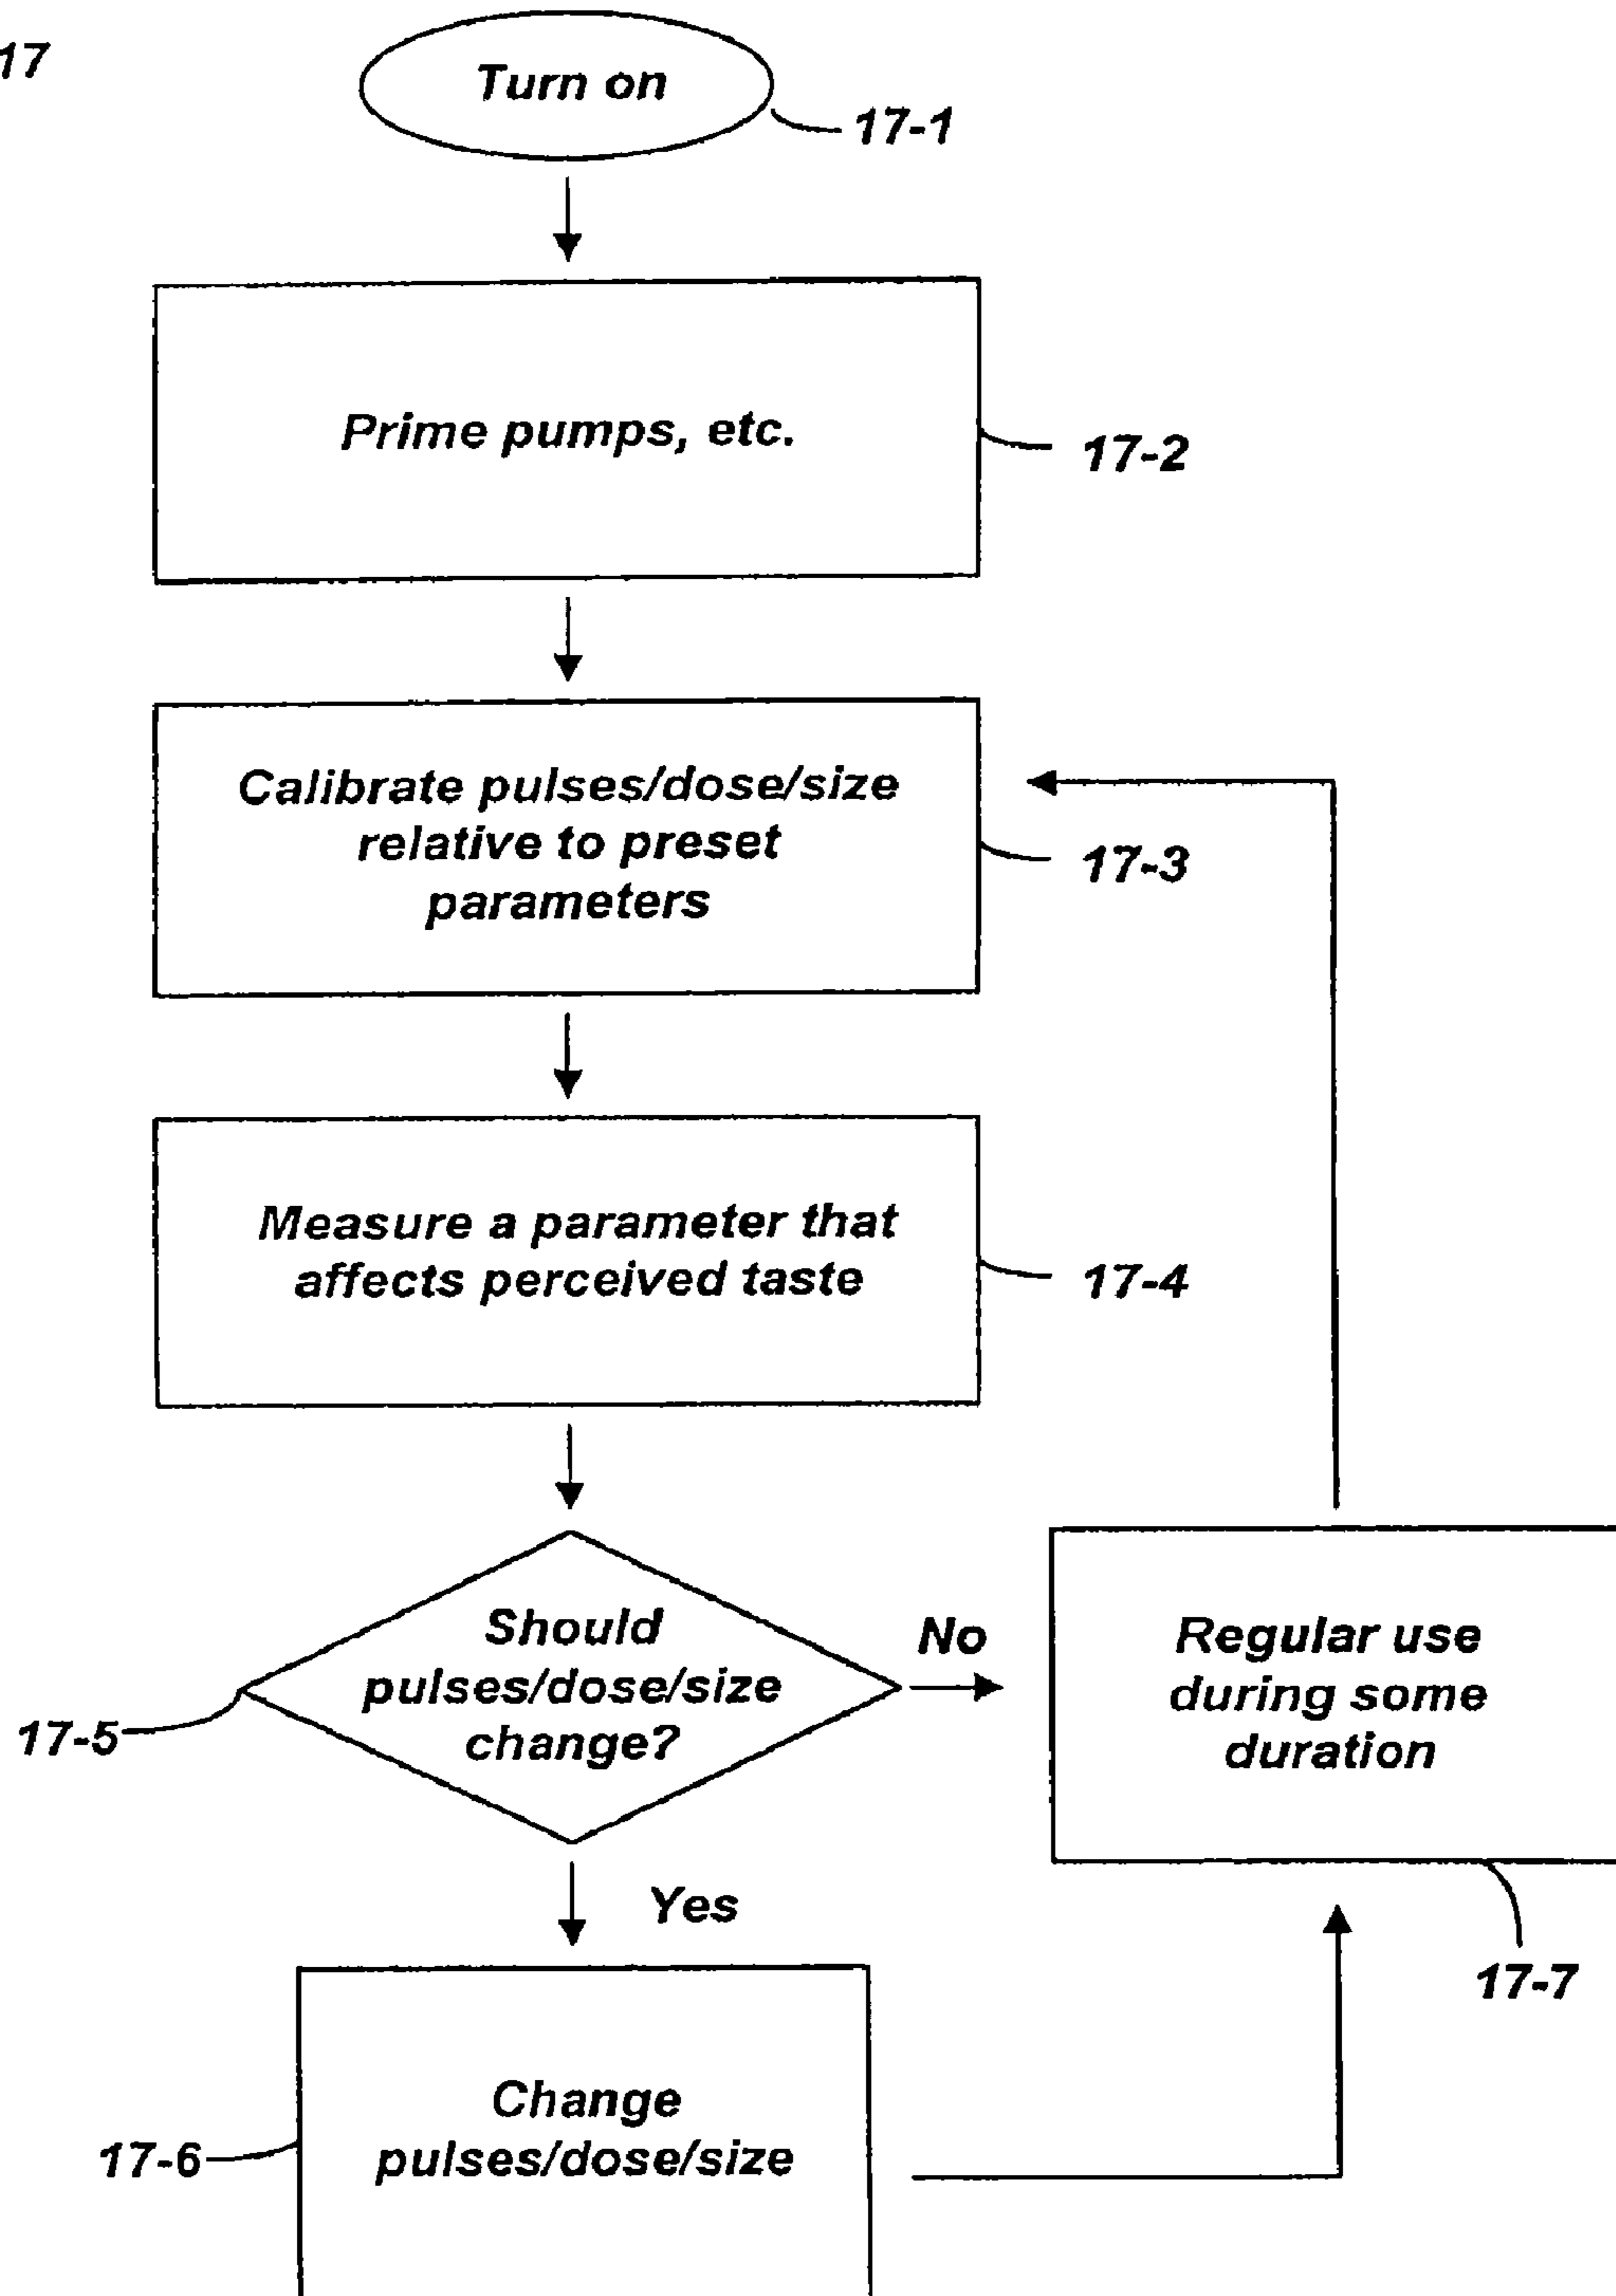 17
Turn on
17-1
Prime pumps, etc.
17-2
Calibrate pulses/dose/size
relative to preset
parameters
17-3
Measure a parameter that
affects perceived taste
17-4
Should
pulses/dose/size
change?
17-5
No
Regular use
during some
duration
17-7
Yes
Change
pulses/dose/size
17-6